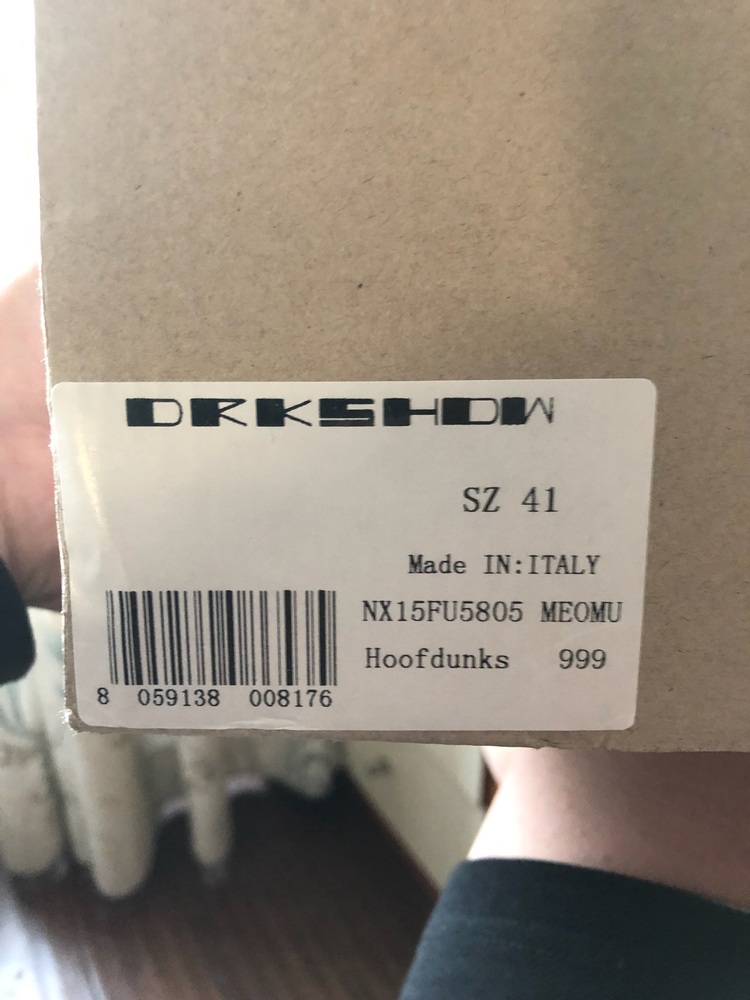 DRKSHDW
SZ 41
Made IN:ITALY
NX15FU5805 MEOMU
Hoofdunks 999
8 059138 008176